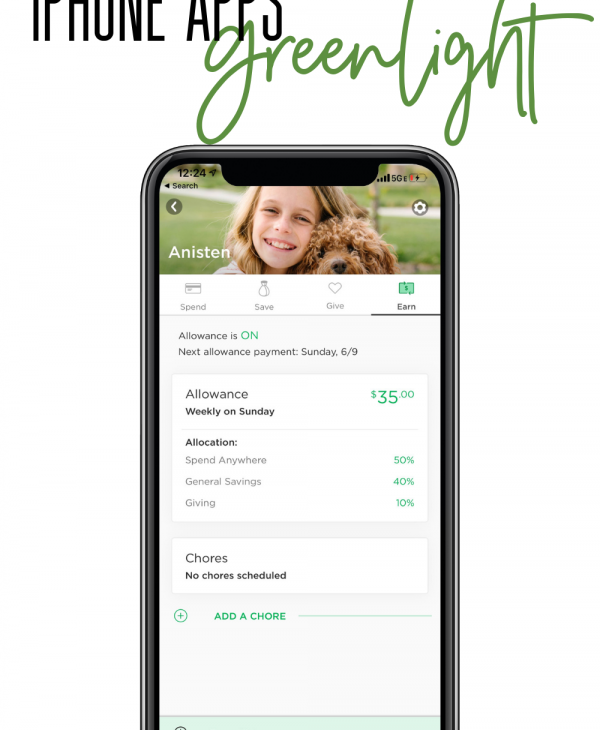 IPHONE APPS
greenlight
12:24
5GE
Search
Anisten
Spend Save Give Earn
Allowance is ON
Next allowance payment: Sunday, 6/9
Allowance $35.00
Weekly on Sunday
Allocation:
Spend Anywhere 50%
General Savings 40%
Giving 10%
Chores
No chores scheduled
ADD A CHORE